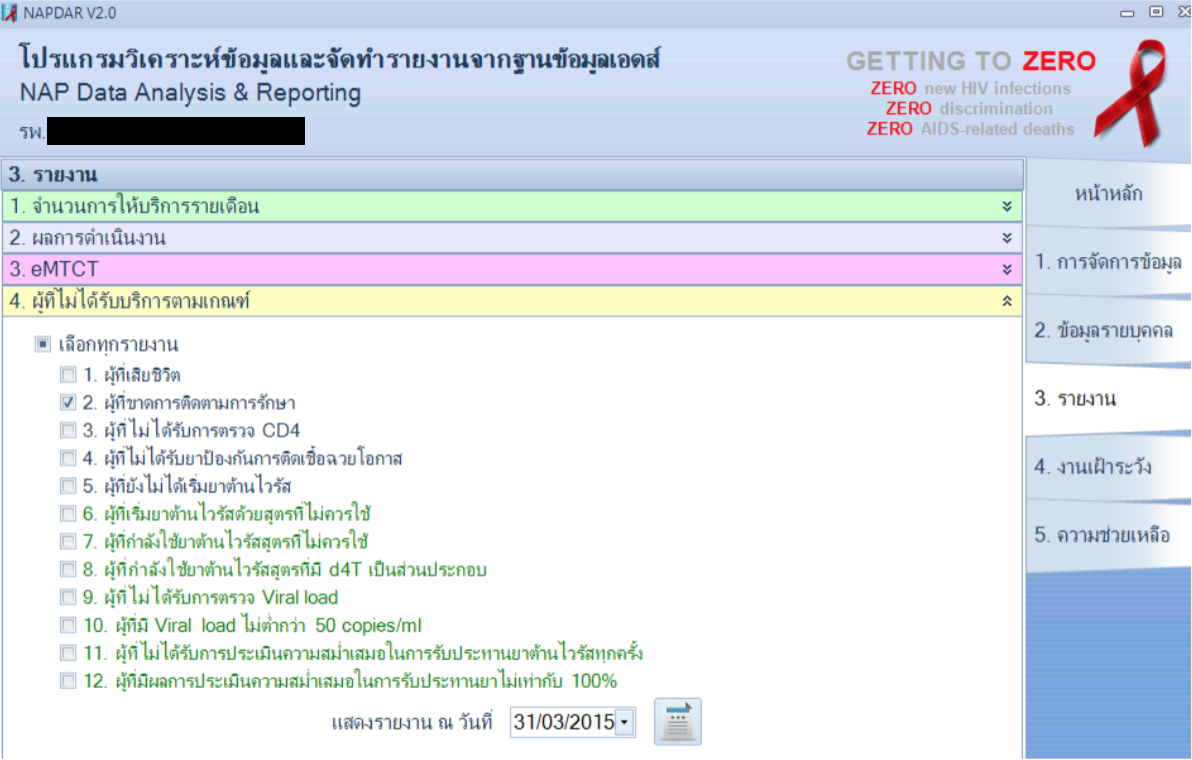 NAPDAR V2.0
โปรแกรมวิเคราะห์ข้อมูลและจัดทำรายงานจากฐานข้อมูลเอดส์
NAP Data Analysis & Reporting
รพ.
GETTING TO ZERO
ZERO new HIV infections
ZERO discrimination
ZERO AIDS-related deaths
3. รายงาน
1. จำนวนการให้บริการรายเดือน
2. ผลการดำเนินงาน
3. eMTCT
4. ผู้ที่ไม่ได้รับบริการตามเกณฑ์
เลือกทุกรายงาน
1. ผู้ที่เสียชีวิต
2. ผู้ที่ขาดการติดตามการรักษา
3. ผู้ที่ไม่ได้รับการตรวจ CD4
4. ผู้ที่ไม่ได้รับยาป้องกันการติดเชื้อฉวยโอกาส
5. ผู้ที่ยังไม่ได้เริ่มยาต้านไวรัส
6. ผู้ที่เริ่มยาต้านไวรัสด้วยสูตรที่ไม่ควรใช้
7. ผู้ที่กำลังใช้ยาต้านไวรัสสูตรที่ไม่ควรใช้
8. ผู้ที่กำลังใช้ยาต้านไวรัสสูตรที่มี d4T เป็นส่วนประกอบ
9. ผู้ที่ไม่ได้รับการตรวจ Viral load
10. ผู้ที่มี Viral load ไม่ต่ำกว่า 50 copies/ml
11. ผู้ที่ไม่ได้รับการประเมินความสม่ำเสมอในการรับประทานยาต้านไวรัสทุกครั้ง
12. ผู้ที่มีผลการประเมินความสม่ำเสมอในการรับประทานยาไม่เท่ากับ 100%
แสดงรายงาน ณ วันที่ 31/03/2015
หน้าหลัก
1. การจัดการข้อมูล
2. ข้อมูลรายบุคคล
3. รายงาน
4. งานเฝ้าระวัง
5. ความช่วยเหลือ